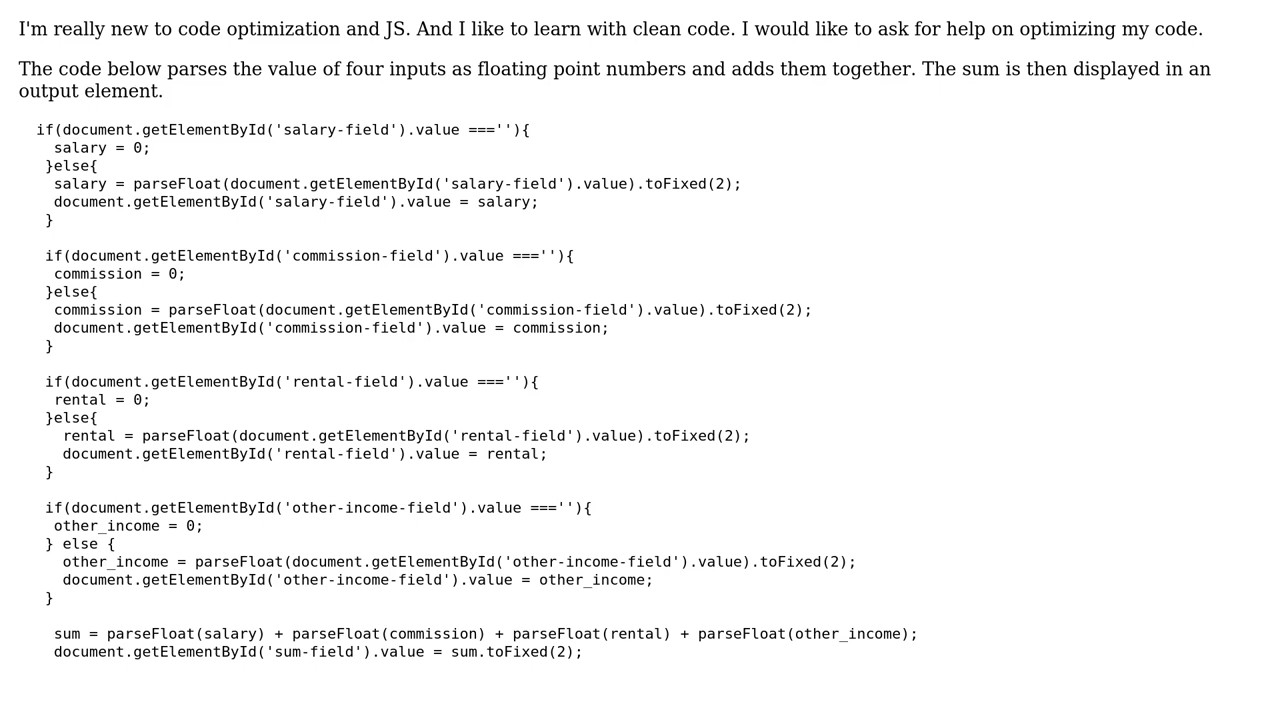 I'm really new to code optimization and JS. And I like to learn with clean code. I would like to ask for help on optimizing my code.
The code below parses the value of four inputs as floating point numbers and adds them together. The sum is then displayed in an
output element.
if(document.getElementById('salary-field').value ===''){
salary = 0;
}else{
salary = parseFloat(document.getElementById('salary-field').value).toFixed(2);
document.getElementById('salary-field').value = salary;
}
if(document.getElementById('commission-field').value ===''){
commission = 0;
}else{
commission = parseFloat(document.getElementById('commission-field').value).toFixed(2);
document.getElementById('commission-field').value = commission;
}
if(document.getElementById('rental-field').value ===''){
rental = 0;
}else{
rental = parseFloat(document.getElementById('rental-field').value).toFixed(2);
document.getElementById('rental-field').value = rental;
}
if(document.getElementById('other-income-field').value ===''){
other_income = 0;
} else {
other_income = parseFloat(document.getElementById('other-income-field').value).toFixed(2);
document.getElementById('other-income-field').value = other_income;
}
sum = parseFloat(salary) + parseFloat(commission) + parseFloat(rental) + parseFloat(other_income);
document.getElementById('sum-field').value = sum.toFixed(2);